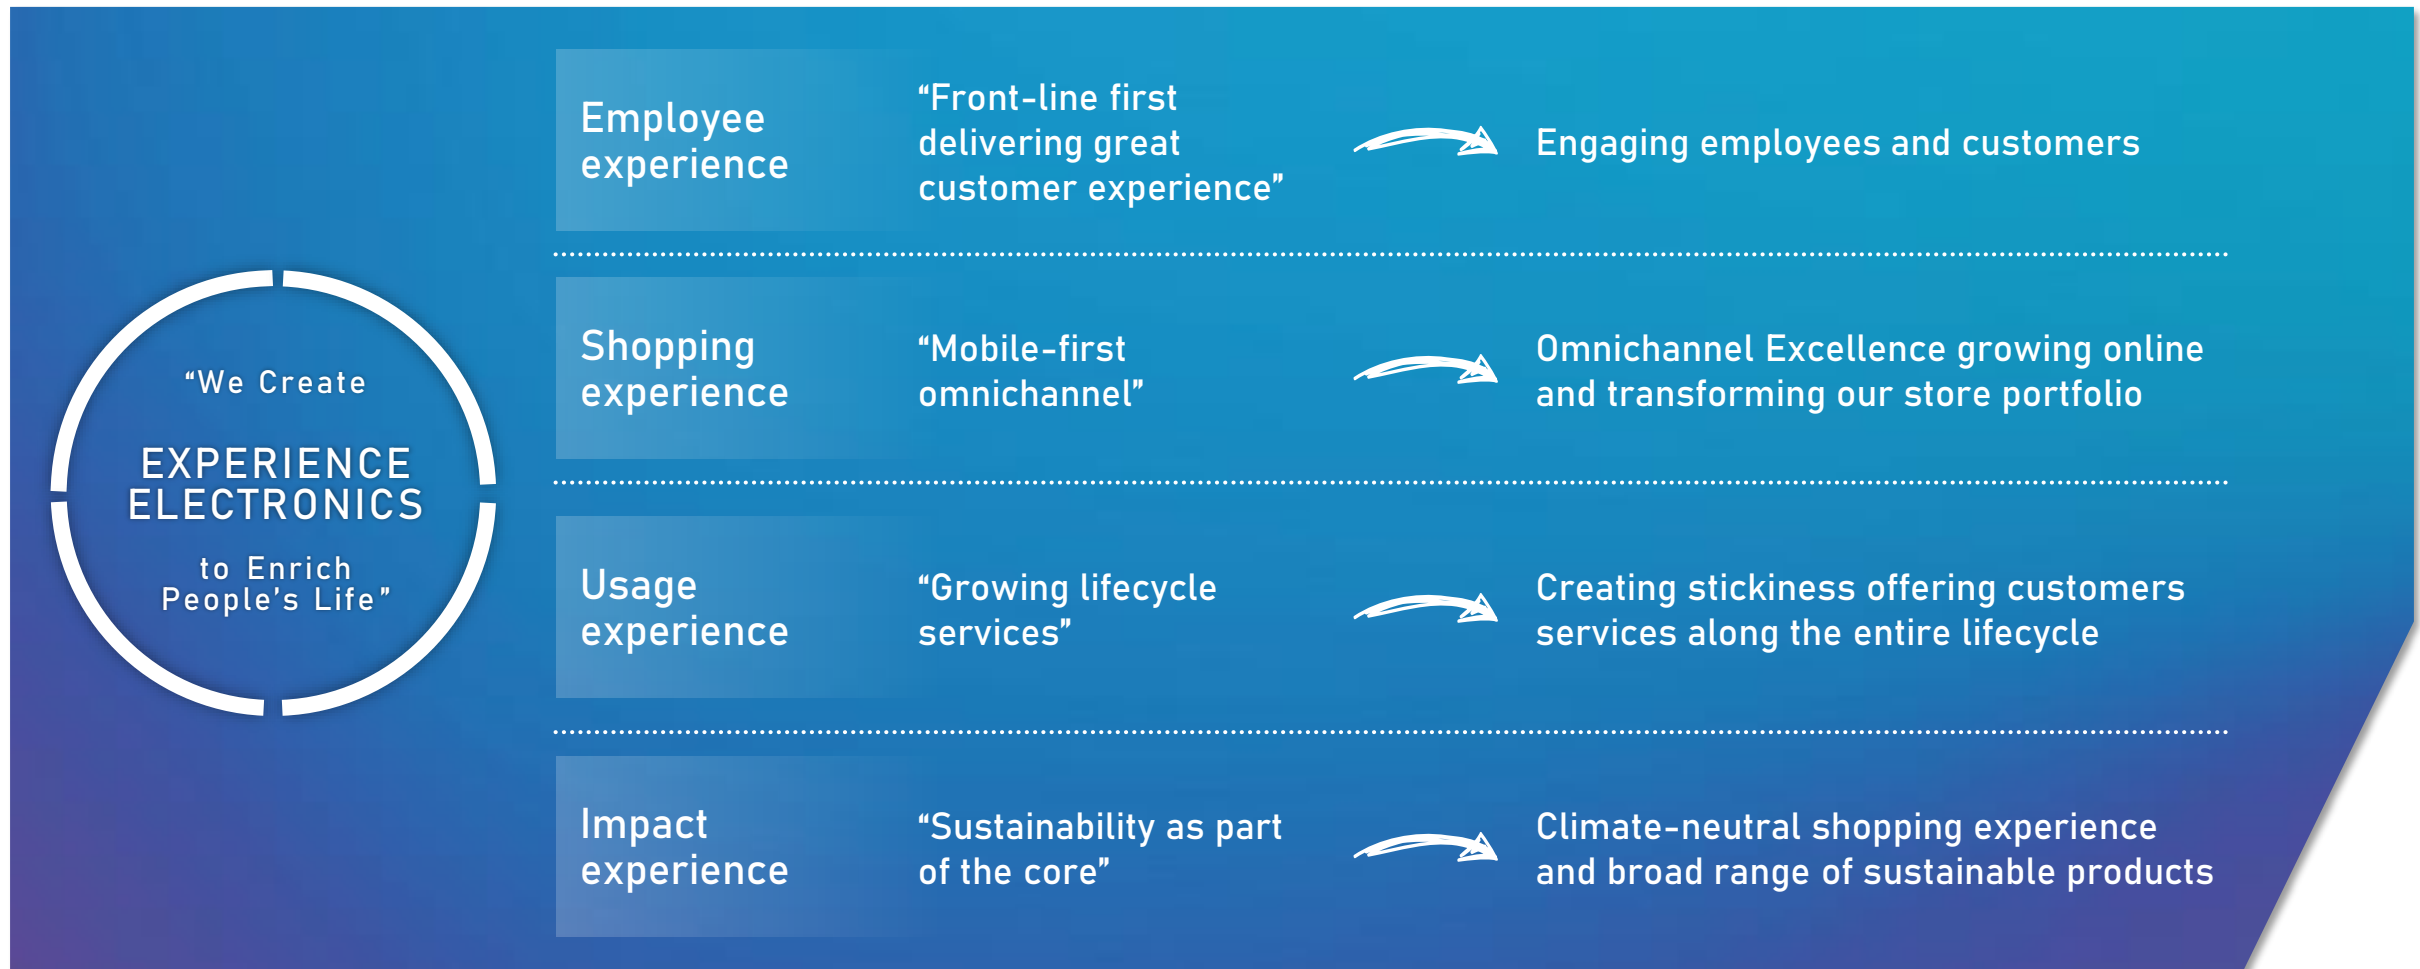 “We Create
EXPERIENCE
ELECTRONICS
to Enrich
People’s Life”
Employee
experience
“Front-line first
delivering great
customer experience”
Engaging employees and customers
Shopping
experience
“Mobile-first
omnichannel”
Omnichannel Excellence growing online
and transforming our store portfolio
Usage
experience
“Growing lifecycle
services”
Creating stickiness offering customers
services along the entire lifecycle
Impact
experience
“Sustainability as part
of the core”
Climate-neutral shopping experience
and broad range of sustainable products